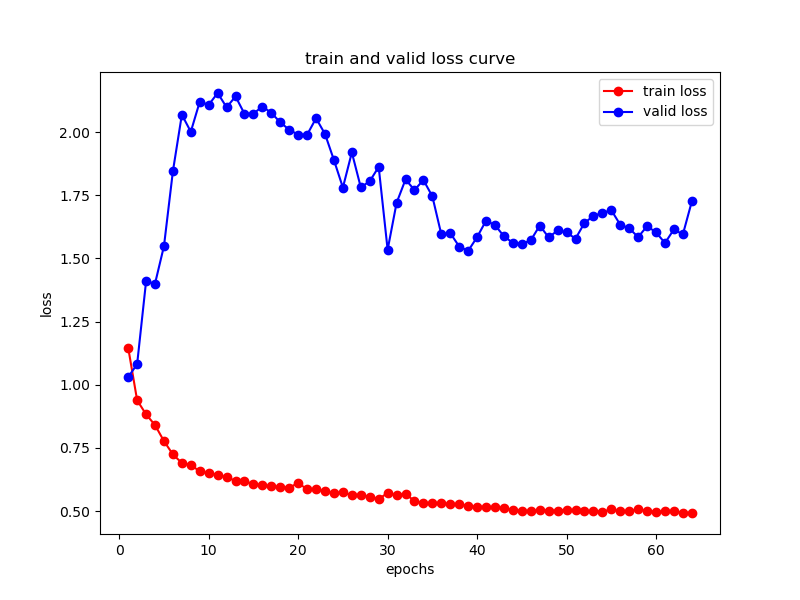 train and valid loss curve
train loss
valid loss
2.00
1.75
1.50
1.25
1.00
0.75
0.50
loss
0 10 20 30 40 50 60
epochs